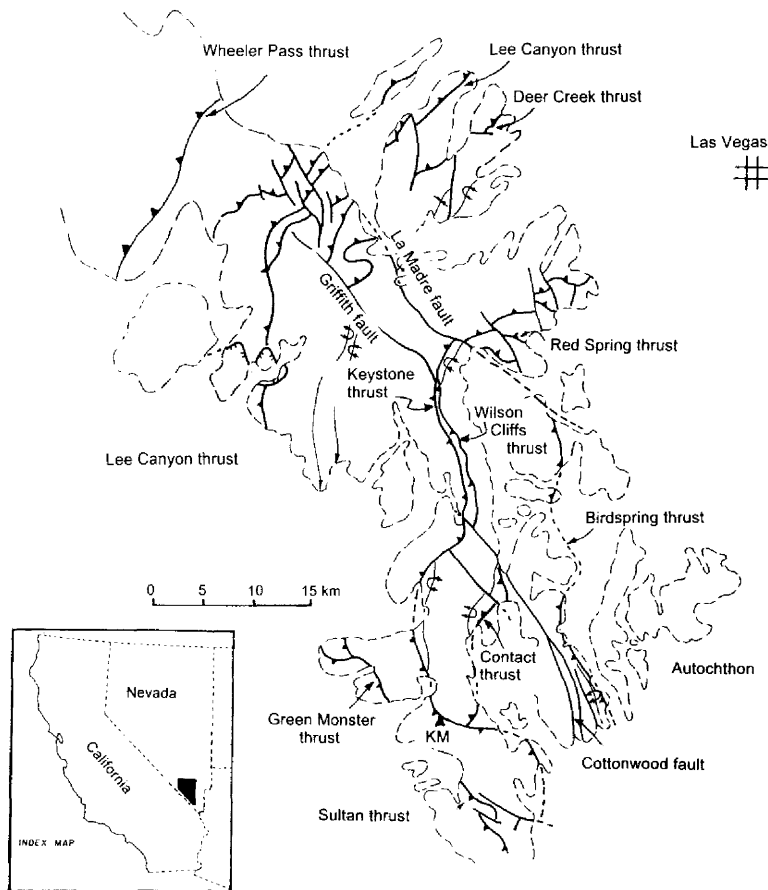 Wheeler Pass thrust
Lee Canyon thrust
Deer Creek thrust
Las Vegas
La Madre fault
Griffith fault
Red Spring thrust
Keystone
thrust
Wilson
Cliffs
thrust
Lee Canyon thrust
Birdspring thrust
0 5 10 15 km
Contact
thrust
Autochthon
Nevada
Green Monster
thrust
KM
California
Cottonwood fault
Sultan thrust
INDEX MAP